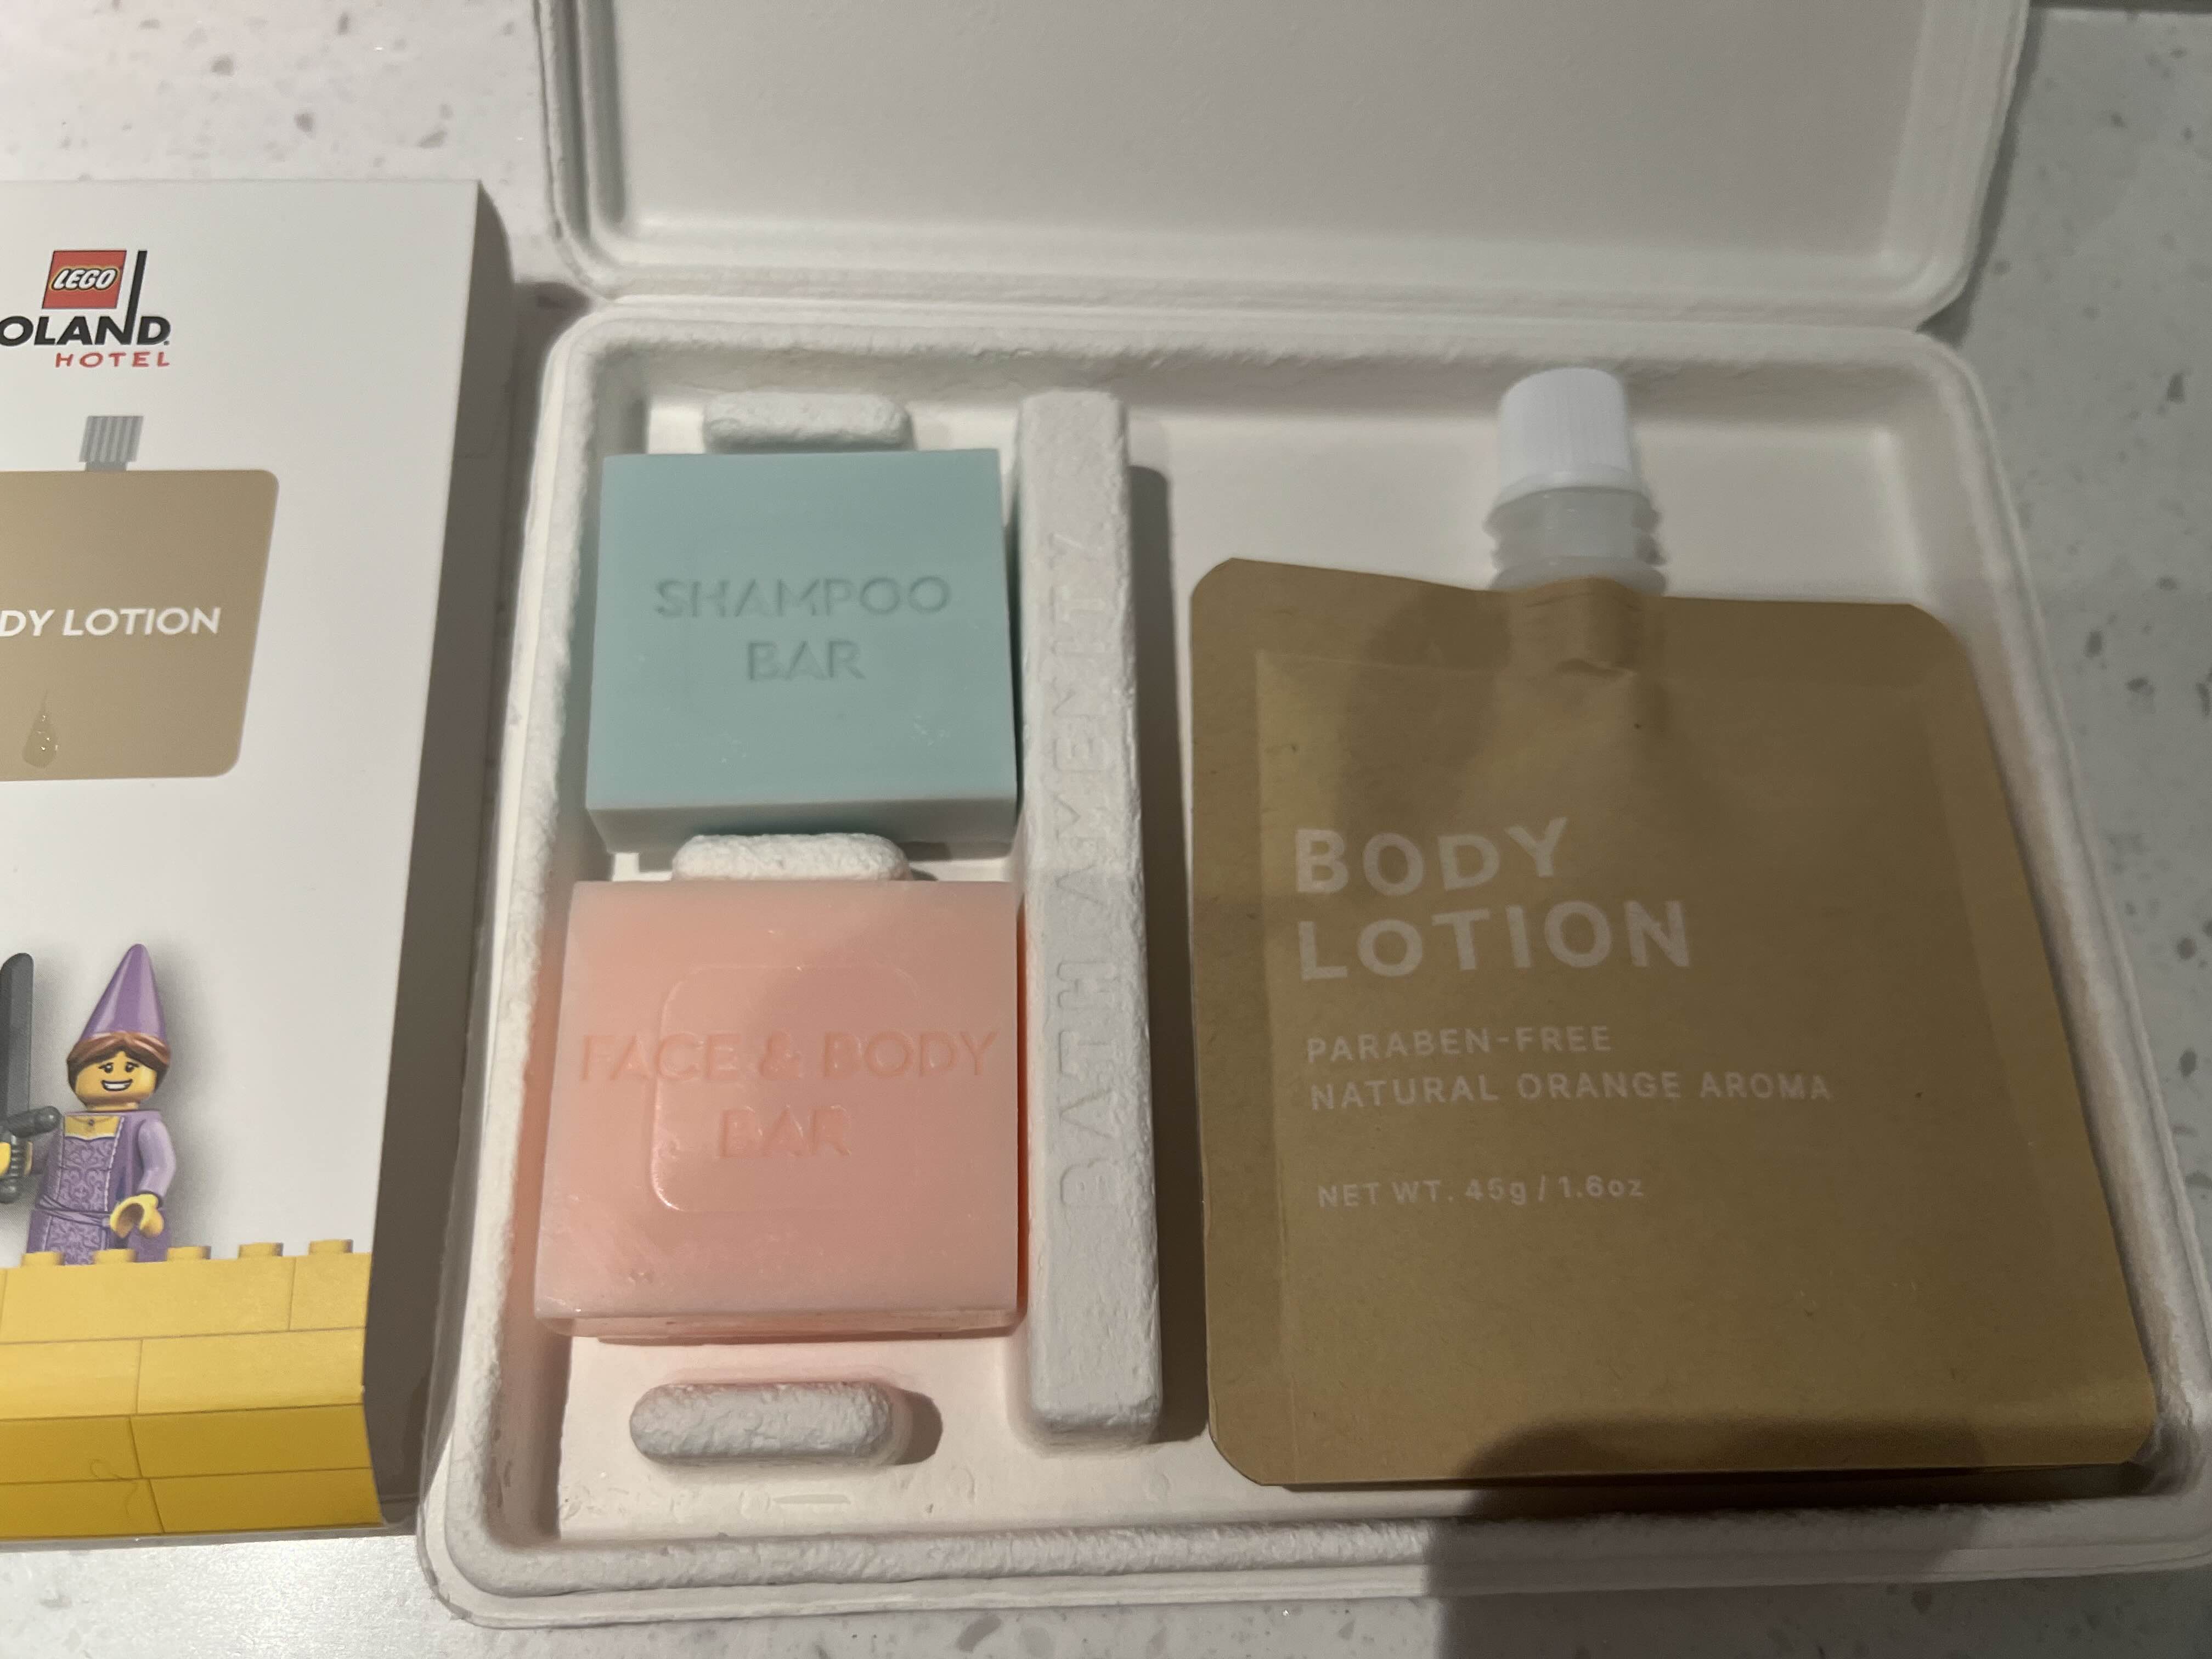 LEGO
OLAND
HOTEL
DY LOTION
SHAMPOO
BAR
FACE & BODY
BAR
BATH AMENITY
BODY
LOTION
PARABEN-FREE
NATURAL ORANGE AROMA
NET WT. 45g / 1.6oz